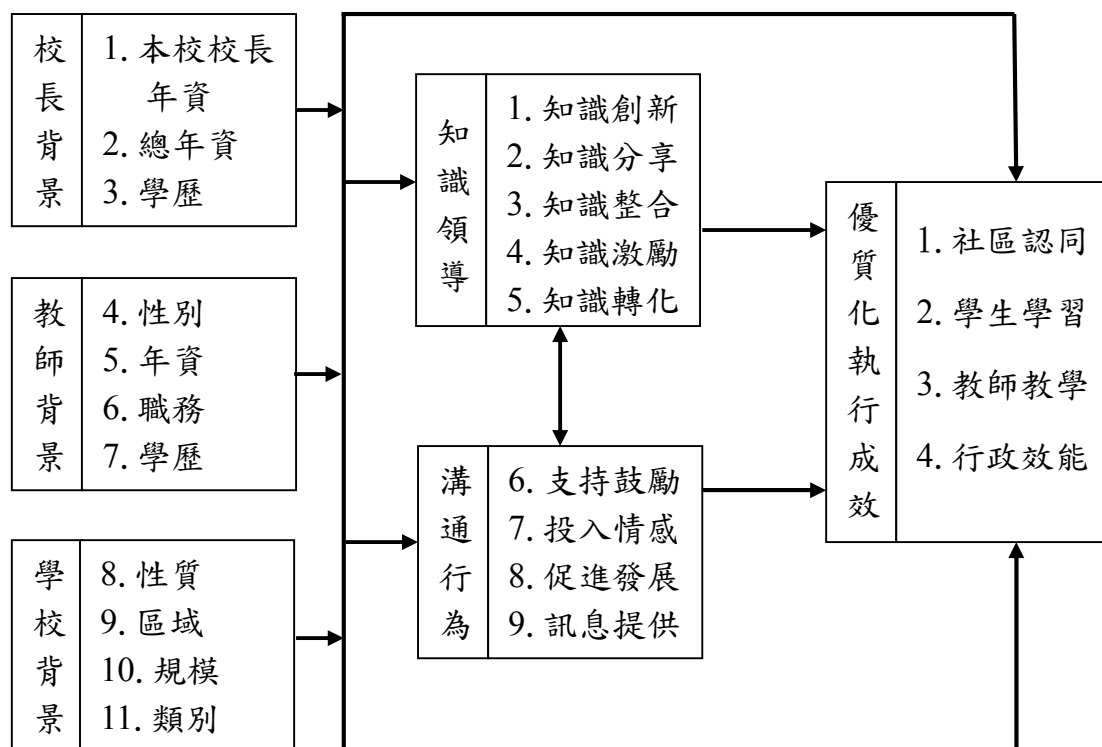 校長背景
1. 本校校長
年資
2. 總年資
3. 學歷
教師背景
4. 性別
5. 年資
6. 職務
7. 學歷
學校背景
8. 性質
9. 區域
10. 規模
11. 類別
知識領導
1. 知識創新
2. 知識分享
3. 知識整合
4. 知識激勵
5. 知識轉化
溝通行為
6. 支持鼓勵
7. 投入情感
8. 促進發展
9. 訊息提供
優質化執行成效
1. 社區認同
2. 學生學習
3. 教師教學
4. 行政效能